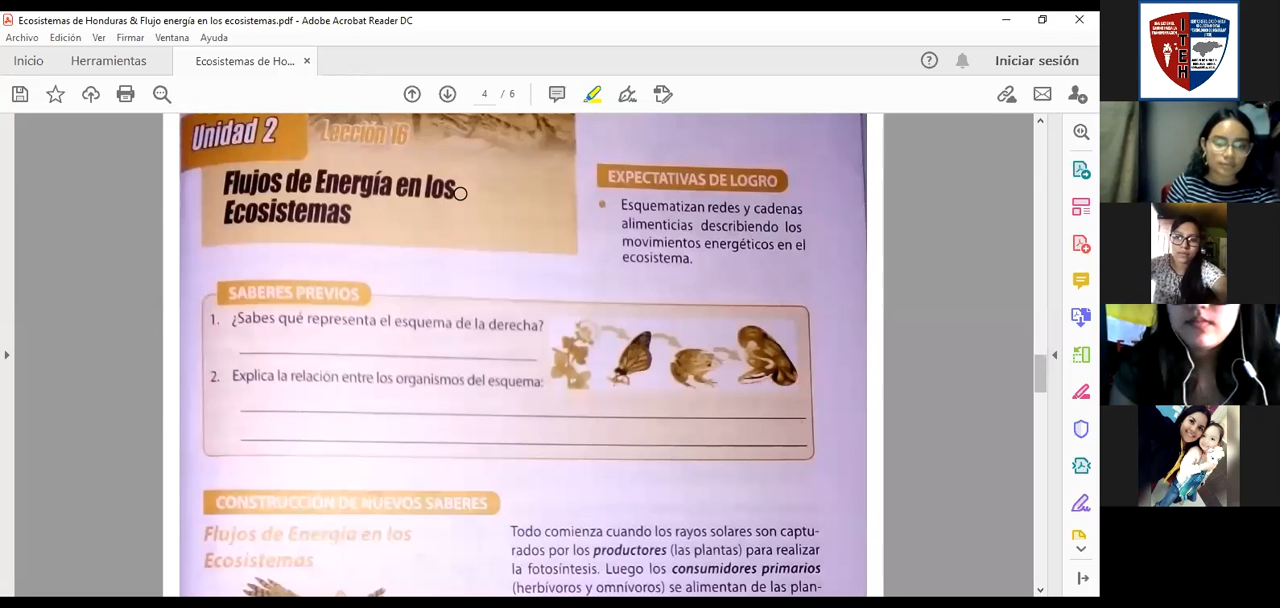 Ecosistemas de Honduras & Flujo energía en los ecosistemas.pdf - Adobe Acrobat Reader DC
Archivo Edición Ver Firmar Ventana Ayuda
Inicio Herramientas Ecosistemas de Ho... Iniciar sesión
4 / 6
Unidad 2 Lección 16
Flujos de Energía en los
Ecosistemas
EXPECTATIVAS DE LOGRO
Esquematizan redes y cadenas
alimenticias describiendo los
movimientos energéticos en el
ecosistema.
SABERES PREVIOS
1. ¿Sabes qué representa el esquema de la derecha?
2. Explica la relación entre los organismos del esquema:
CONSTRUCCIÓN DE NUEVOS SABERES
Flujos de Energía en los
Ecosistemas
Todo comienza cuando los rayos solares son captu-
rados por los productores (las plantas) para realizar
la fotosíntesis. Luego los consumidores primarios
(herbívoros y omnívoros) se alimentan de las plan-
ITEH